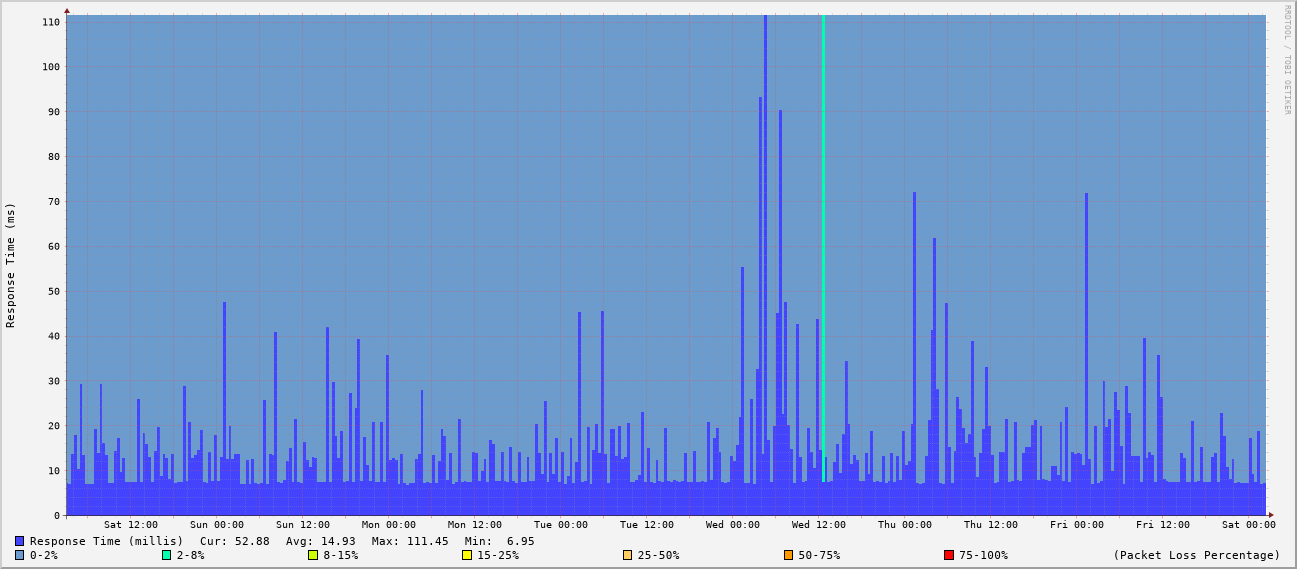 RRDTOOL / TOBI OETIKER
Response Time (ms)
110
100
90
80
70
60
50
40
30
20
10
0
Sat 12:00 Sun 00:00 Sun 12:00 Mon 00:00 Mon 12:00 Tue 00:00 Tue 12:00 Wed 00:00 Wed 12:00 Thu 00:00 Thu 12:00 Fri 00:00 Fri 12:00 Sat 00:00
Response Time (millis) Cur: 52.88 Avg: 14.93 Max: 111.45 Min: 6.95
0-2% 2-8% 8-15% 15-25% 25-50% 50-75% 75-100% (Packet Loss Percentage)